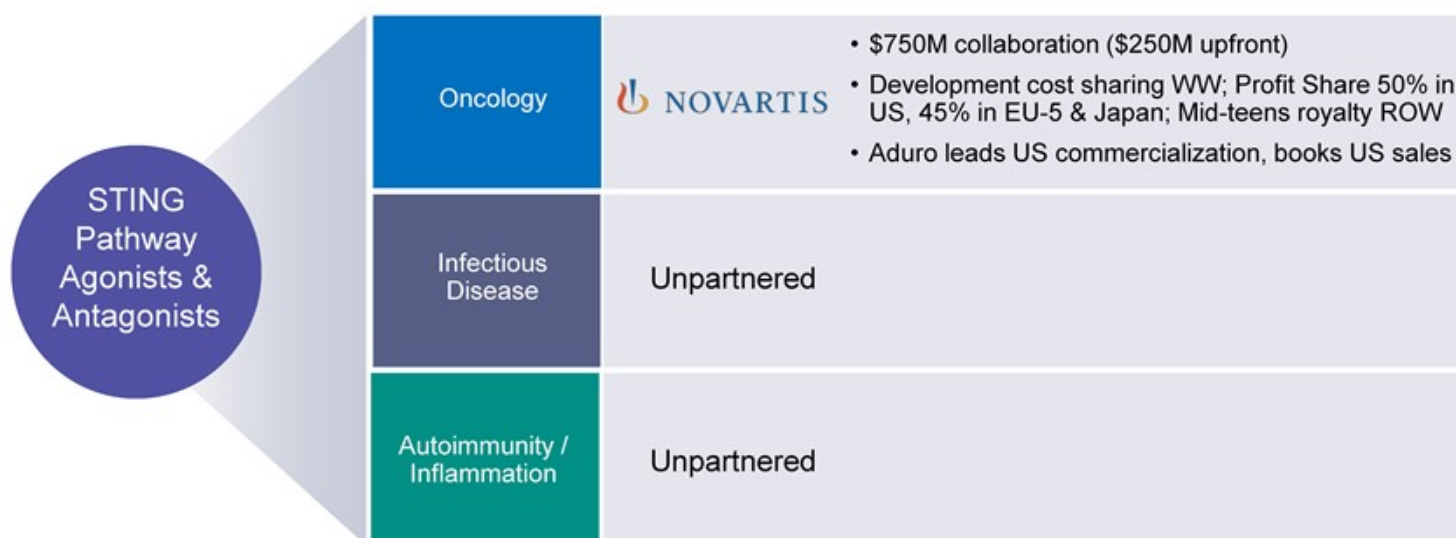 STING
Pathway
Agonists &
Antagonists
Oncology
NOVARTIS
• $750M collaboration ($250M upfront)
• Development cost sharing WW; Profit Share 50% in
US, 45% in EU-5 & Japan; Mid-teens royalty ROW
• Aduro leads US commercialization, books US sales
Infectious
Disease
Unpartnered
Autoimmunity /
Inflammation
Unpartnered